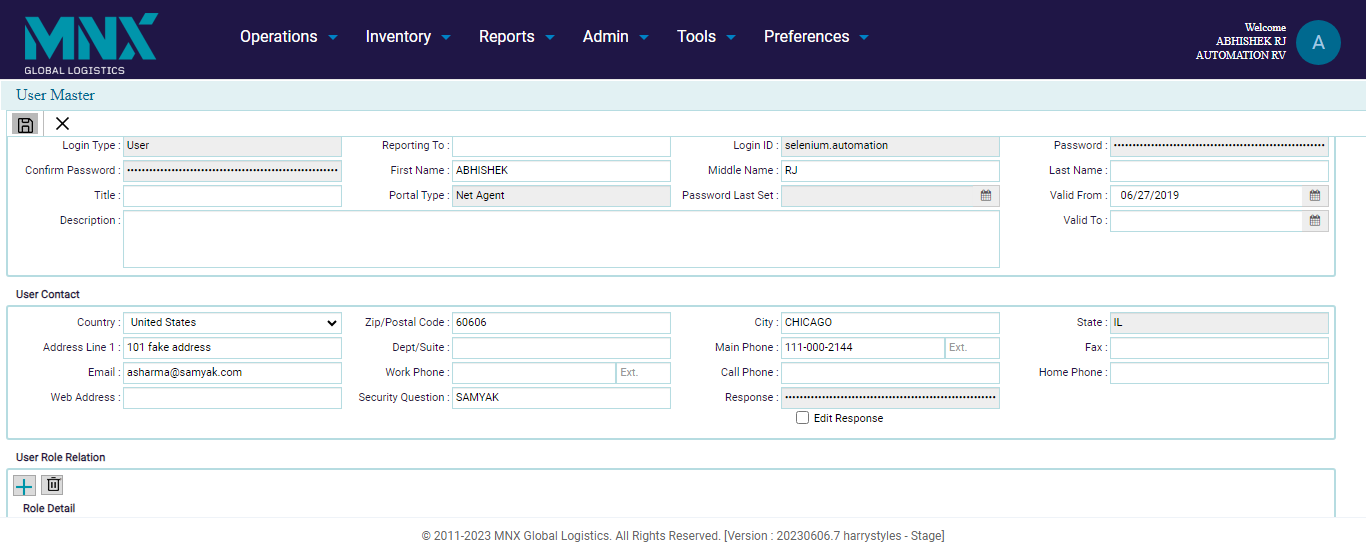 MNX
GLOBAL LOGISTICS
Operations Inventory Reports Admin Tools Preferences
Welcome
ABHISHEK RJ
AUTOMATION RV
A
User Master
Login Type : User Reporting To : Login ID : selenium.automation Password :
Confirm Password : First Name : ABHISHEK Middle Name : RJ Last Name :
Title : Portal Type : Net Agent Password Last Set : Valid From : 06/27/2019
Description : Valid To :
User Contact
Country : United States Zip/Postal Code : 60606 City : CHICAGO State : IL
Address Line 1 : 101 fake address Dept/Suite : Main Phone : 111-000-2144 Ext. Fax :
Email : asharma@samyak.com Work Phone : Ext. Call Phone : Home Phone :
Web Address : Security Question : SAMYAK Response :
Edit Response
User Role Relation
Role Detail
© 2011-2023 MNX Global Logistics. All Rights Reserved. [Version : 20230606.7 harrystyles - Stage]